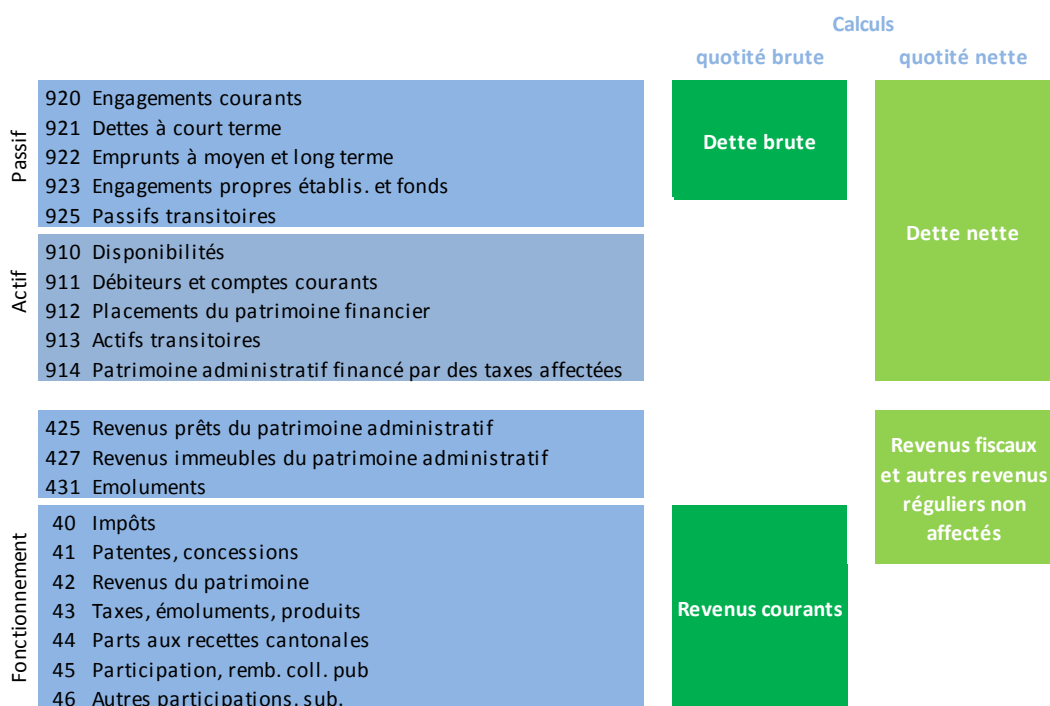 Calculs
quotité brute quotité nette
Passif
920 Engagements courants
921 Dettes à court terme
922 Emprunts à moyen et long terme
923 Engagements propres établis. et fonds
925 Passifs transitoires
Dette brute
Dette nette
Actif
910 Disponibilités
911 Débiteurs et comptes courants
912 Placements du patrimoine financier
913 Actifs transitoires
914 Patrimoine administratif financé par des taxes affectées
425 Revenus prêts du patrimoine administratif
427 Revenus immeubles du patrimoine administratif
431 Emoluments
Revenus fiscaux
et autres revenus
réguliers non
affectés
Fonctionnement
40 Impôts
41 Patentes, concessions
42 Revenus du patrimoine
43 Taxes, émoluments, produits
44 Parts aux recettes cantonales
45 Participation, remb. coll. pub
46 Autres participations, sub.
Revenus courants